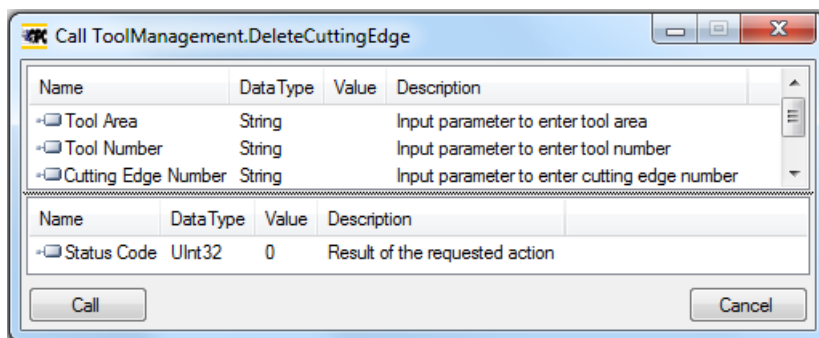 OPC Call ToolManagement.DeleteCuttingEdge
Name DataType Value Description
Tool Area String Input parameter to enter tool area
Tool Number String Input parameter to enter tool number
Cutting Edge Number String Input parameter to enter cutting edge number
Name DataType Value Description
Status Code UInt32 0 Result of the requested action
Call Cancel